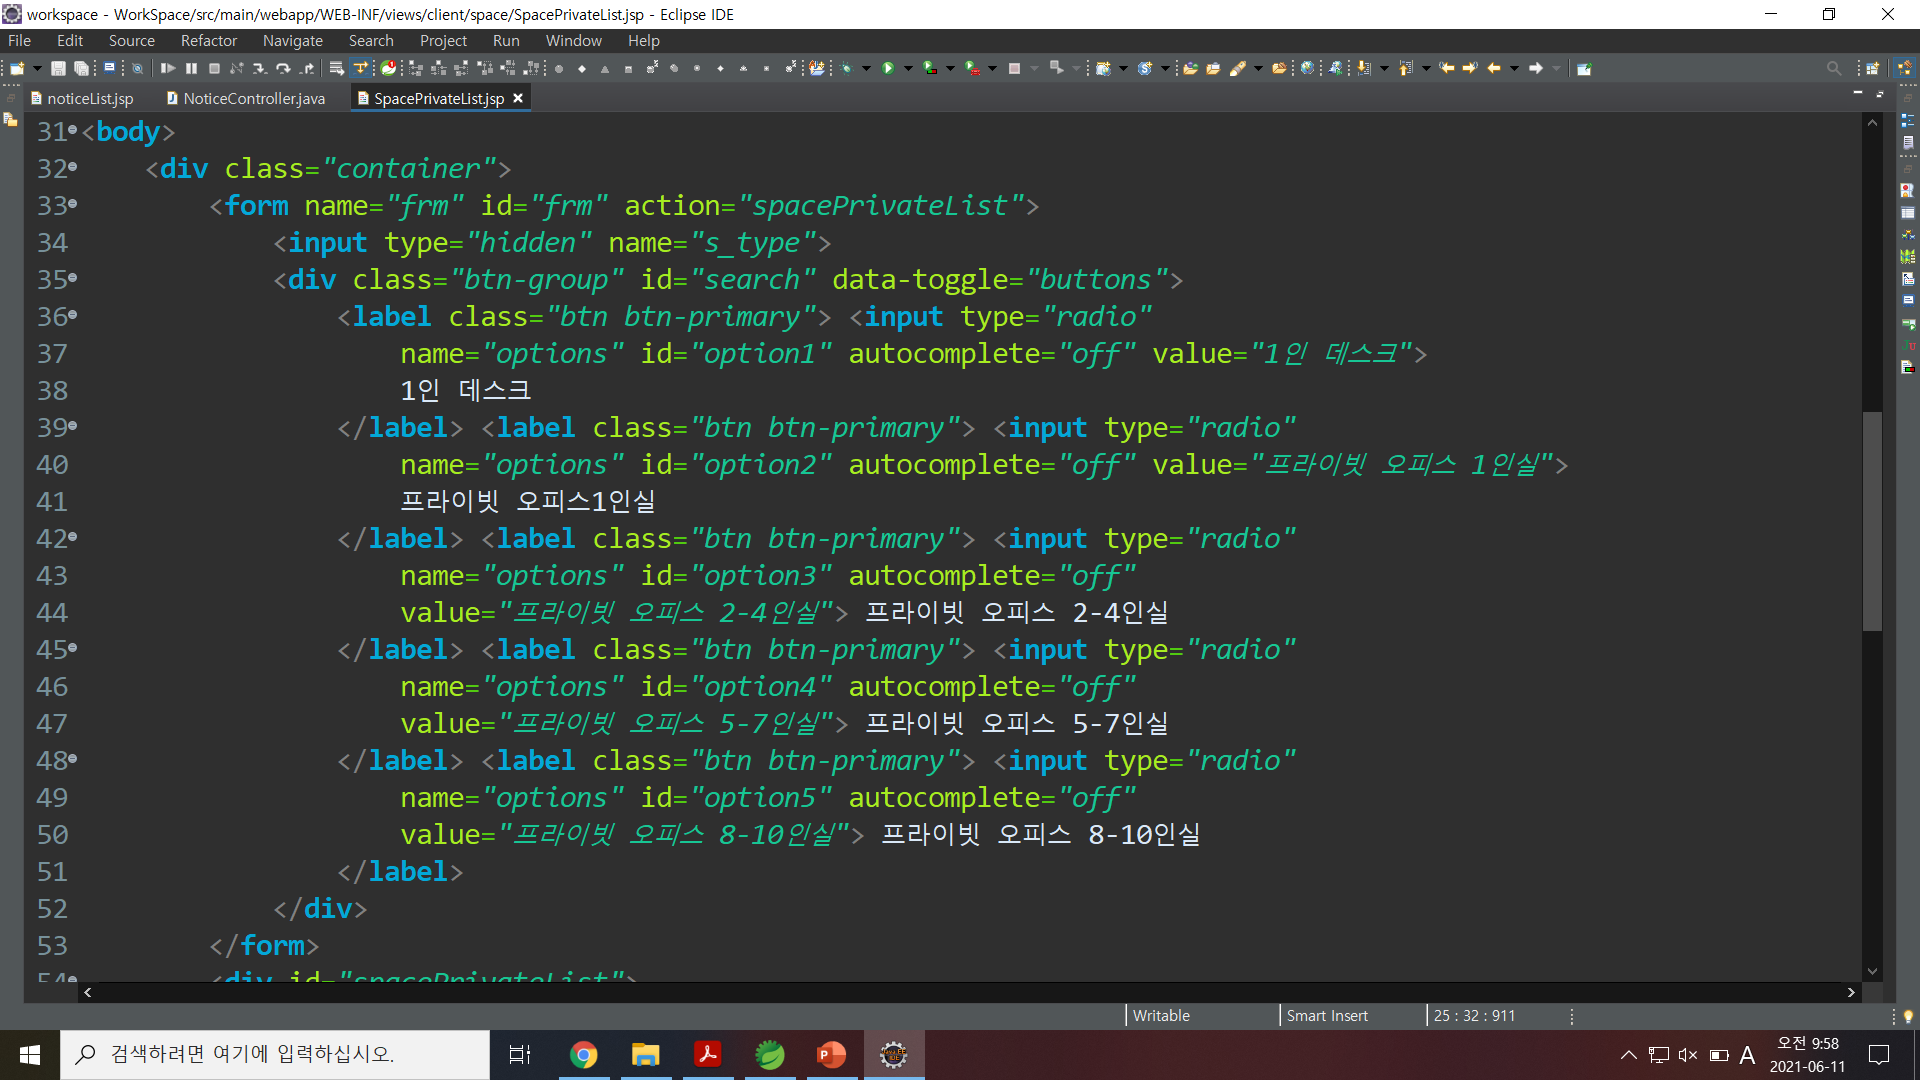 workspace - WorkSpace/src/main/webapp/WEB-INF/views/client/space/SpacePrivateList.jsp - Eclipse IDE
File Edit Source Refactor Navigate Search Project Run Window Help
noticeList.jsp NoticeController.java SpacePrivateList.jsp
31 <body>
32 <div class="container">
33 <form name="frm" id="frm" action="spacePrivateList">
34 <input type="hidden" name="s_type">
35 <div class="btn-group" id="search" data-toggle="buttons">
36 <label class="btn btn-primary"> <input type="radio"
37 name="options" id="option1" autocomplete="off" value="1인 데스크">
38 1인 데스크
39 </label> <label class="btn btn-primary"> <input type="radio"
40 name="options" id="option2" autocomplete="off" value="프라이빗 오피스 1인실">
41 프라이빗 오피스1인실
42 </label> <label class="btn btn-primary"> <input type="radio"
43 name="options" id="option3" autocomplete="off"
44 value="프라이빗 오피스 2-4인실"> 프라이빗 오피스 2-4인실
45 </label> <label class="btn btn-primary"> <input type="radio"
46 name="options" id="option4" autocomplete="off"
47 value="프라이빗 오피스 5-7인실"> 프라이빗 오피스 5-7인실
48 </label> <label class="btn btn-primary"> <input type="radio"
49 name="options" id="option5" autocomplete="off"
50 value="프라이빗 오피스 8-10인실"> 프라이빗 오피스 8-10인실
51 </label>
52 </div>
53 </form>
54 <div id="spacePrivateList">
Writable Smart Insert 25 : 32 : 911
검색하려면 여기에 입력하십시오.
A
오전 9:58
2021-06-11